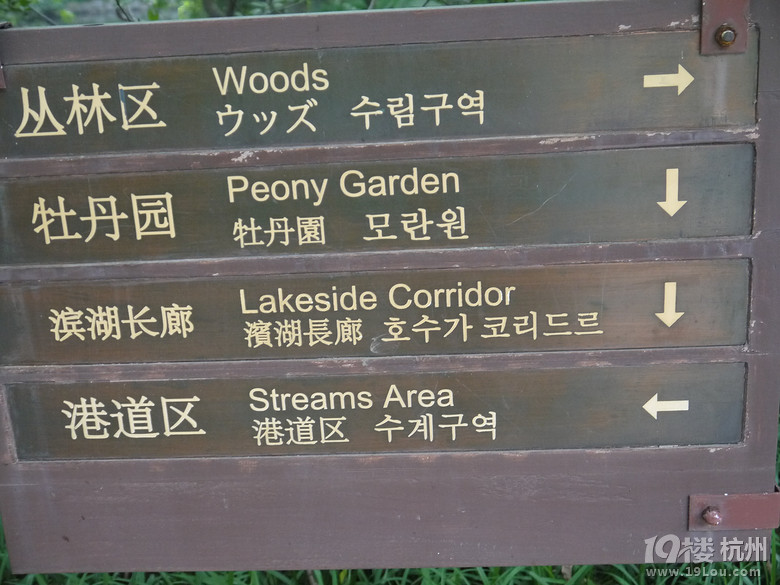 丛林区
Woods
ウッズ 수림구역
牡丹园
Peony Garden
牡丹園 모란원
滨湖长廊
Lakeside Corridor
濱湖長廊 호수가 코리드르
港道区
Streams Area
港道区 수계구역
19楼 杭州
www.19lou.com